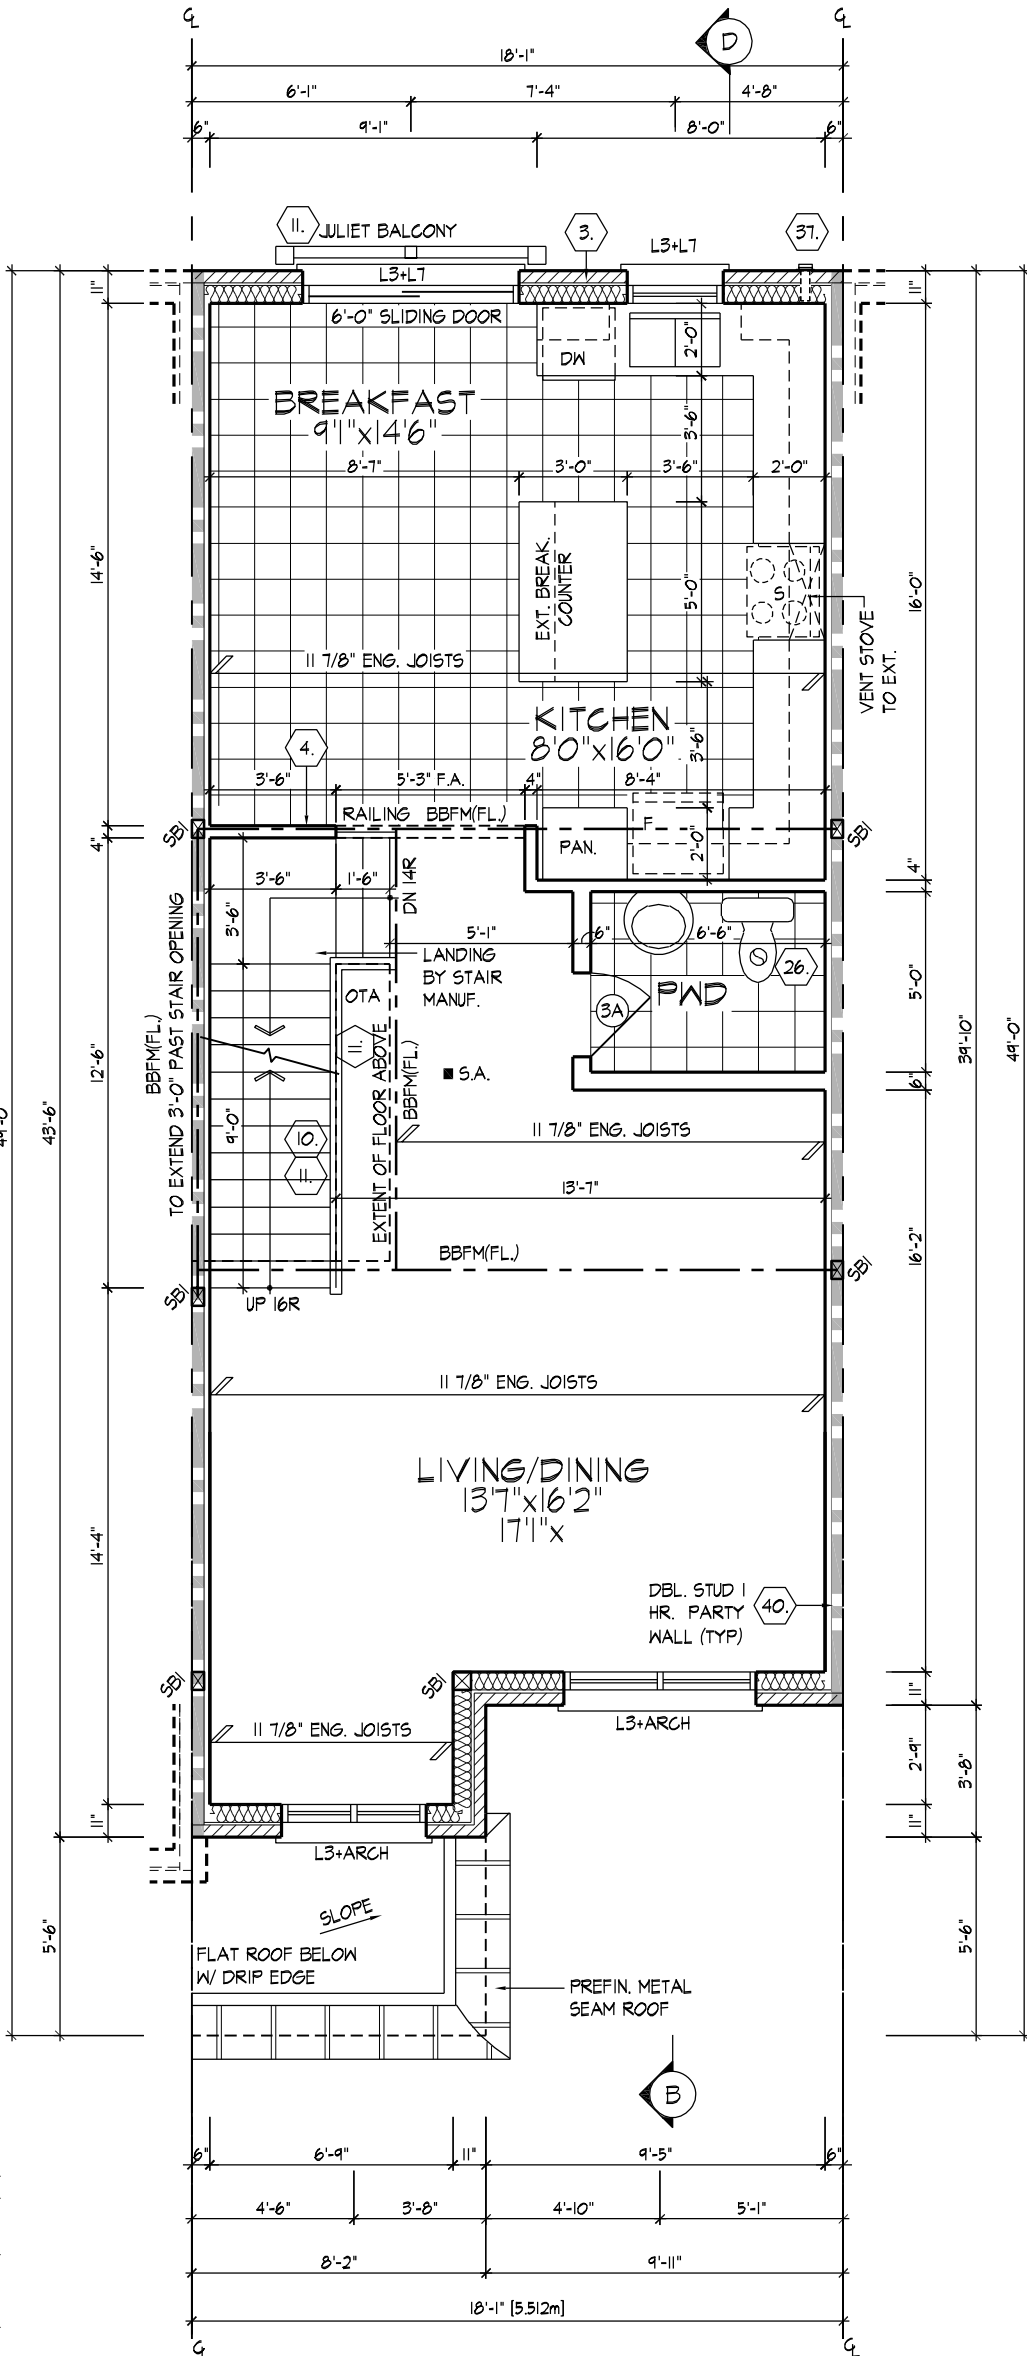 ℄ ℄
D
18'-1"
6'-1" 7'-4" 4'-8"
6" 9'-1" 8'-0" 6"
11. JULIET BALCONY 3. L3+L7 37.
L3+L7
11" 11"
6'-0" SLIDING DOOR
DW 2'-0"
BREAKFAST
9'1"x14'6"
3'-6"
8'-7" 3'-0" 3'-6" 2'-0"
14'-6"
EXT. BREAK.
COUNTER
5'-0"
S
16'-0"
VENT STOVE
TO EXT.
11 7/8" ENG. JOISTS
KITCHEN
8'0"x16'0"
3'-6"
4.
3'-6" 5'-3" F.A. 4" 8'-4"
RAILING BBFM(FL.)
SB1 F SB1
PAN. 2'-0"
4" 4"
3'-6" 1'-6" DN 14R
3'-6"
5'-1" 6" 6'-6"
LANDING
BY STAIR
MANUF.
26.
PWD
3A
5'-0"
OTA
11.
EXTENT OF FLOOR ABOVE
BBFM(FL.)
S.A.
BBFM(FL.)
TO EXTEND 3'-0" PAST STAIR OPENING
12'-6"
9'-0"
6"
39'-10"
49'-0"
49'-0"
43'-6"
10.
11.
11 7/8" ENG. JOISTS
13'-7"
BBFM(FL.)
SB1
SB1
UP 16R
16'-2"
11 7/8" ENG. JOISTS
LIVING/DINING
13'7"x16'2"
17'1"x
14'-4"
DBL. STUD 1
HR. PARTY
WALL (TYP)
40.
SB1 SB1
11"
L3+ARCH
11 7/8" ENG. JOISTS
2'-9"
3'-8"
11" 11"
L3+ARCH
SLOPE
FLAT ROOF BELOW
W/ DRIP EDGE
5'-6" 5'-6"
PREFIN. METAL
SEAM ROOF
B
6" 6'-9" 11" 9'-5" 6"
4'-6" 3'-8" 4'-10" 5'-1"
8'-2" 9'-11"
18'-1" [5.512m]
℄ ℄